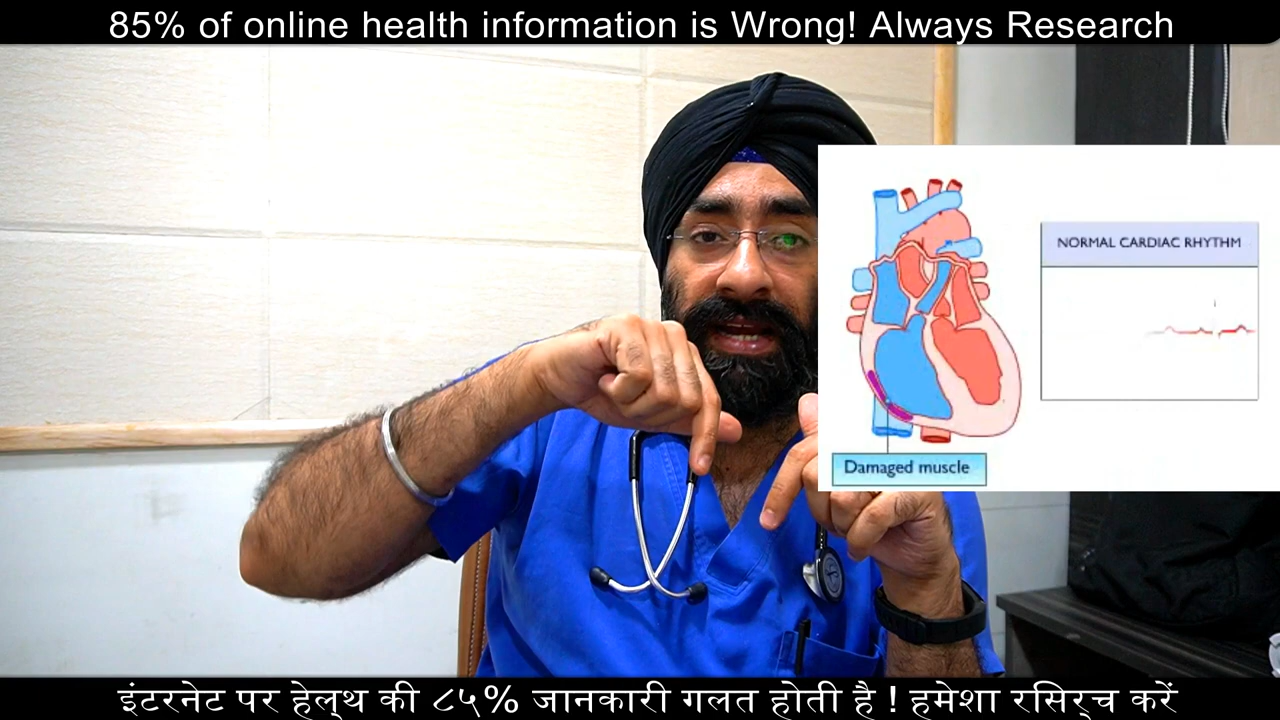 85% of online health information is Wrong! Always Research
NORMAL CARDIAC RHYTHM
Damaged muscle
इंटरनेट पर हेल्थ की ८५% जानकारी गलत होती है ! हमेशा रसिर्च करें